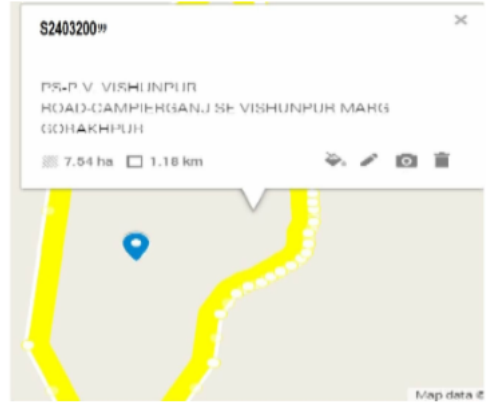 S2403200"
PS-P.V. VISHUNPUR
ROAD-CAMPIERGANJ SE VISHUNPUR MARG
GORAKHPUR
7.54 ha 1.18 km
Map data ©